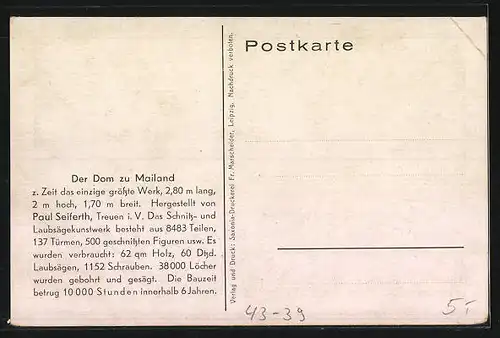 Postkarte
Der Dom zu Mailand
z. Zeit das einzige größte Werk, 2,80 m lang,
2 m hoch, 1,70 m breit. Hergestellt von
Paul Seiferth, Treuen i. V. Das Schnitz- und
Laubsägekunstwerk besteht aus 8483 Teilen,
137 Türmen, 500 geschnitzten Figuren usw. Es
wurden verbraucht: 62 qm Holz, 60 Dtzd.
Laubsägen, 1152 Schrauben. 38000 Löcher
wurden gebohrt und gesägt. Die Bauzeit
betrug 10000 Stunden innerhalb 6 Jahren.
Verlag und Druck: Saxonia-Druckerei Fr. Marscheider, Leipzig. Nachdruck verboten.
43-39
5.-